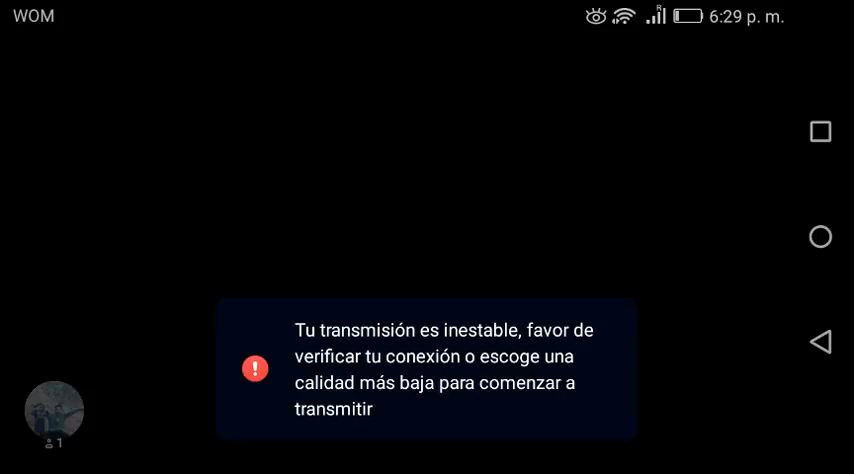 WOM
R
6:29 p. m.
Tu transmisión es inestable, favor de
verificar tu conexión o escoge una
calidad más baja para comenzar a
transmitir
1